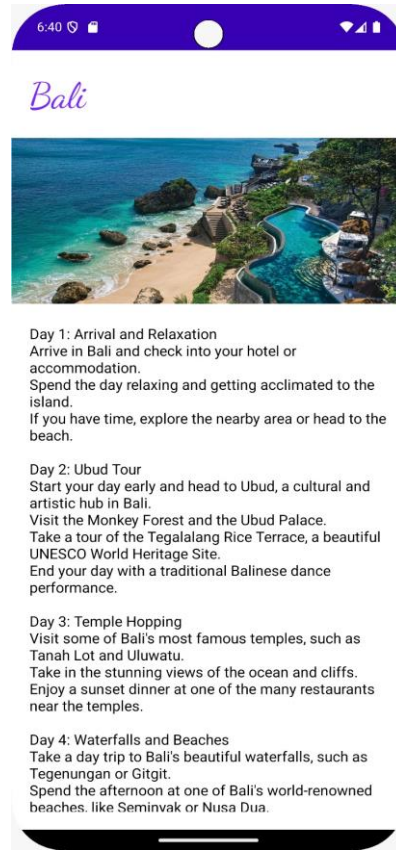 6:40
Bali
Day 1: Arrival and Relaxation
Arrive in Bali and check into your hotel or
accommodation.
Spend the day relaxing and getting acclimated to the
island.
If you have time, explore the nearby area or head to the
beach.
Day 2: Ubud Tour
Start your day early and head to Ubud, a cultural and
artistic hub in Bali.
Visit the Monkey Forest and the Ubud Palace.
Take a tour of the Tegalalang Rice Terrace, a beautiful
UNESCO World Heritage Site.
End your day with a traditional Balinese dance
performance.
Day 3: Temple Hopping
Visit some of Bali's most famous temples, such as
Tanah Lot and Uluwatu.
Take in the stunning views of the ocean and cliffs.
Enjoy a sunset dinner at one of the many restaurants
near the temples.
Day 4: Waterfalls and Beaches
Take a day trip to Bali's beautiful waterfalls, such as
Tegenungan or Gitgit.
Spend the afternoon at one of Bali's world-renowned
beaches, like Seminyak or Nusa Dua.